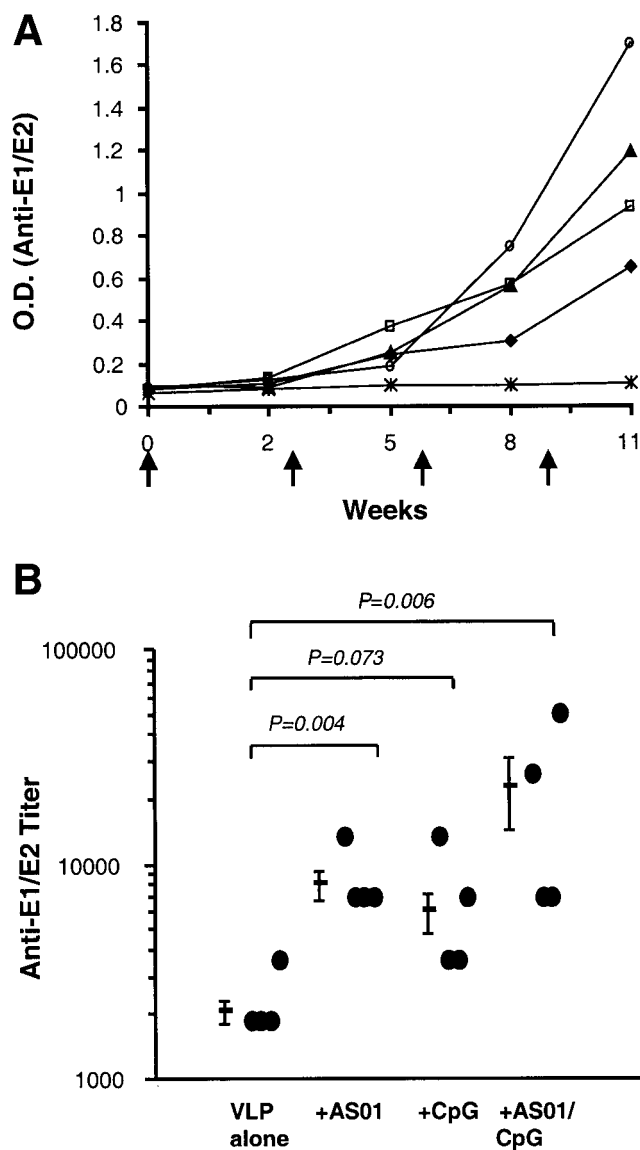 A
O.D. (Anti-E1/E2)
1.8
1.6
1.4
1.2
1
0.8
0.6
0.4
0.2
0
0 2 5 8 11
Weeks
B
P=0.006
P=0.073
P=0.004
Anti-E1/E2 Titer
100000
10000
1000
VLP alone
+AS01
+CpG
+AS01/
CpG